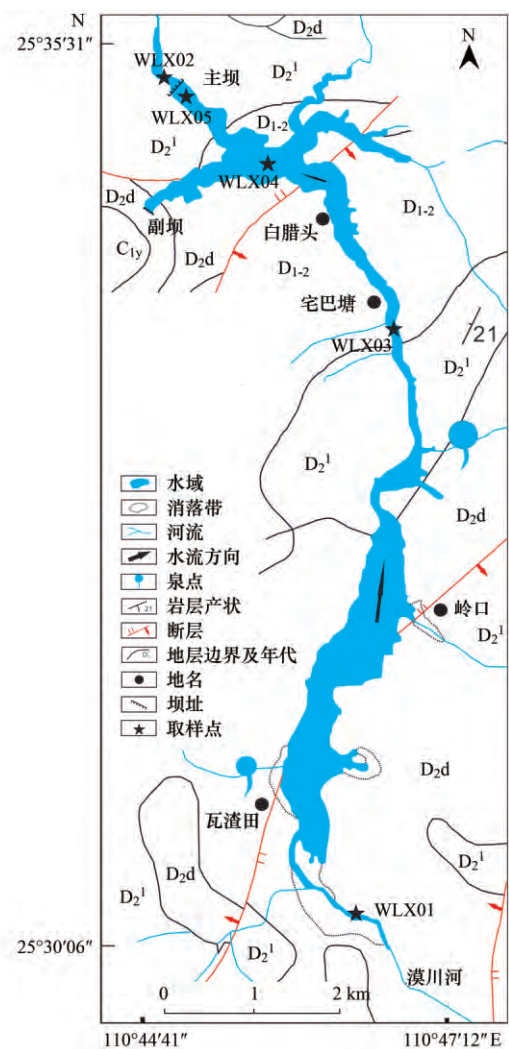 N
25°35′31″
D₂d
N
WLX02
主坝
D₂¹
WLX05
D₁₋₂
D₂¹
WLX04
D₂d
副坝
D₁₋₂
白腊头
C₁y
D₂d
D₁₋₂
宅巴塘
WLX03
21
D₂¹
D₂¹
水域
消落带
D₂d
河流
水流方向
泉点
岭口
21
岩层产状
D₂¹
断层
地层边界及年代
地名
坝址
取样点
D₂d
瓦渣田
D₂¹
D₂d
D₂¹
WLX01
25°30′06″
D₂¹
漠川河
0 1 2 km
110°44′41″ 110°47′12″E